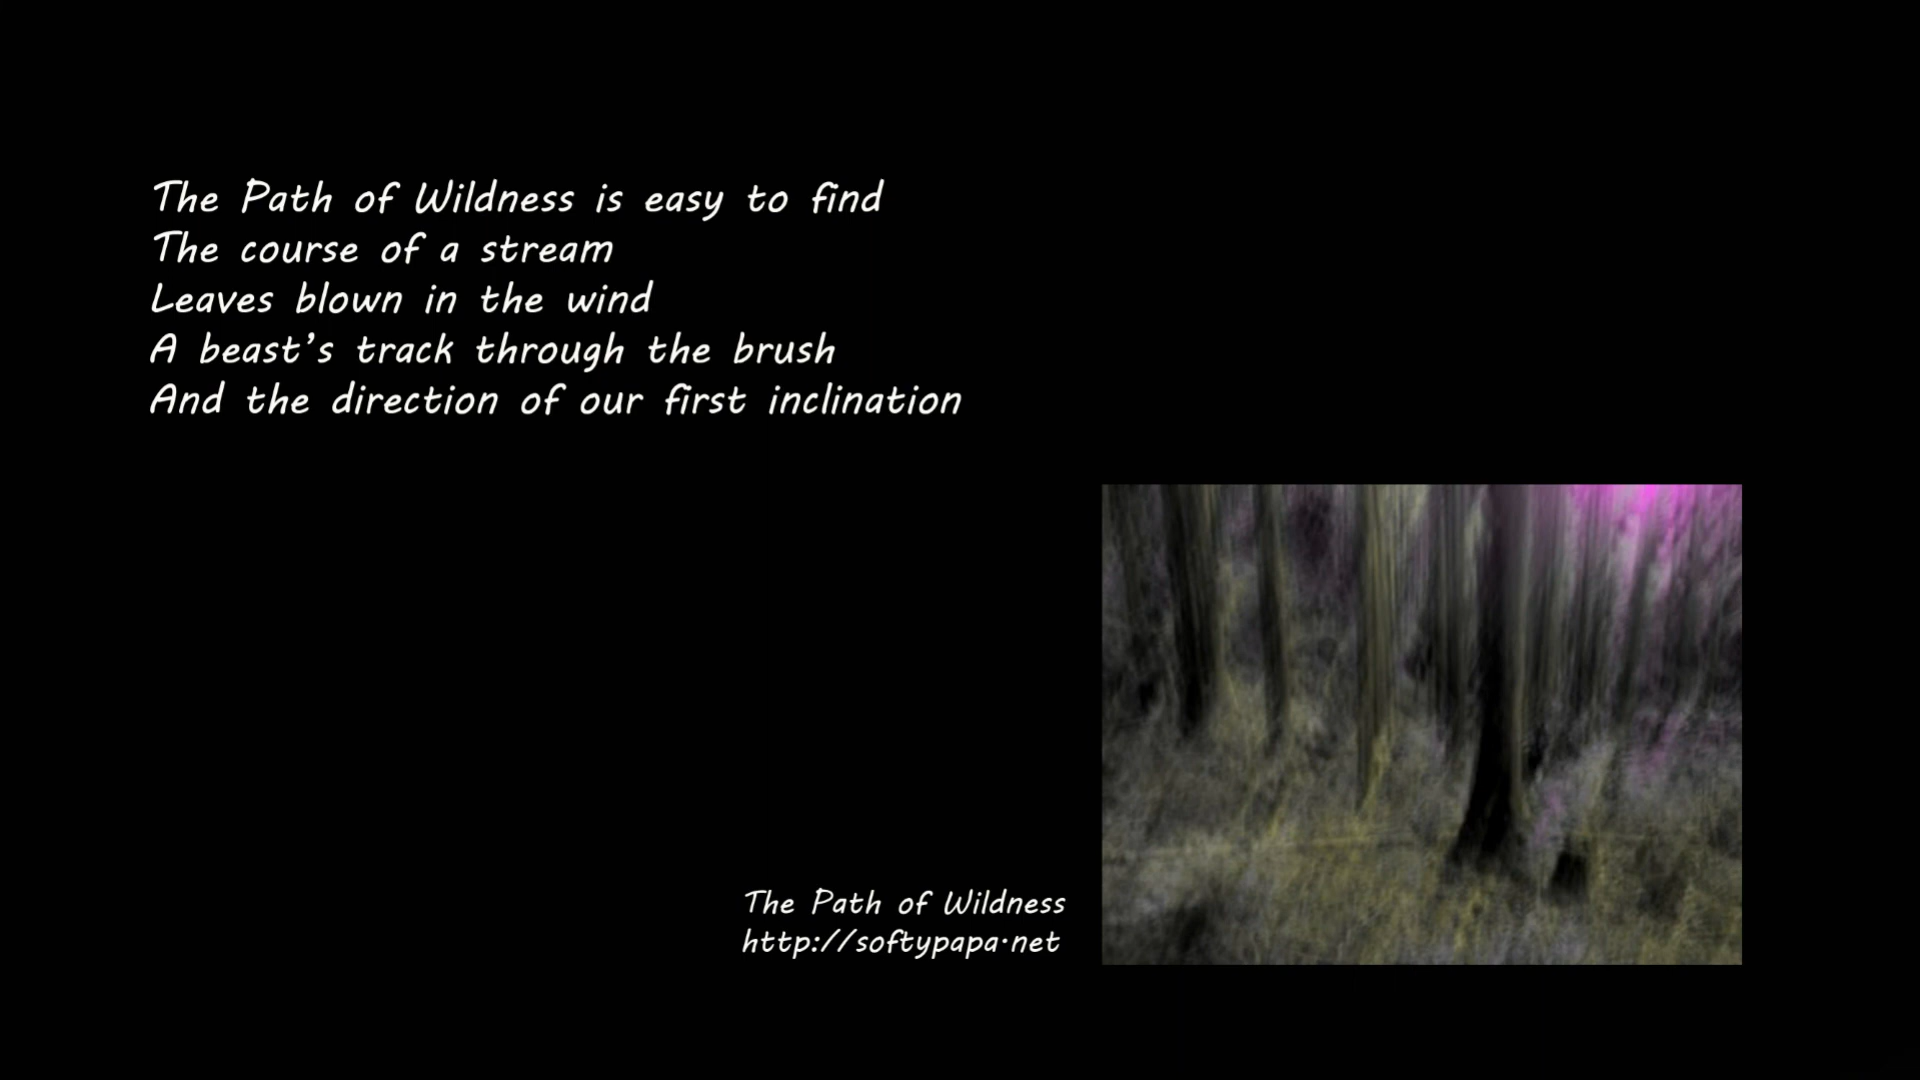 The Path of Wildness is easy to find
The course of a stream
Leaves blown in the wind
A beast’s track through the brush
And the direction of our first inclination
The Path of Wildness
http://softypapa·net